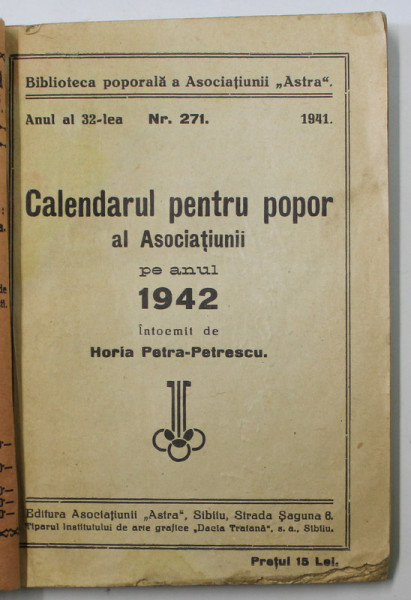 Biblioteca poporală a Asociațiunii „Astra“.
Anul al 32-lea Nr. 271. 1941.
Calendarul pentru popor
al Asociațiunii
pe anul
1942
Întocmit de
Horia Petra-Petrescu.
Editura Asociațiunii „Astra“, Sibiu, Strada Șaguna 6.
Tiparul institutului de arte grafice „Dacia Traiană“, s. a., Sibiu.
Prețul 15 Lei.